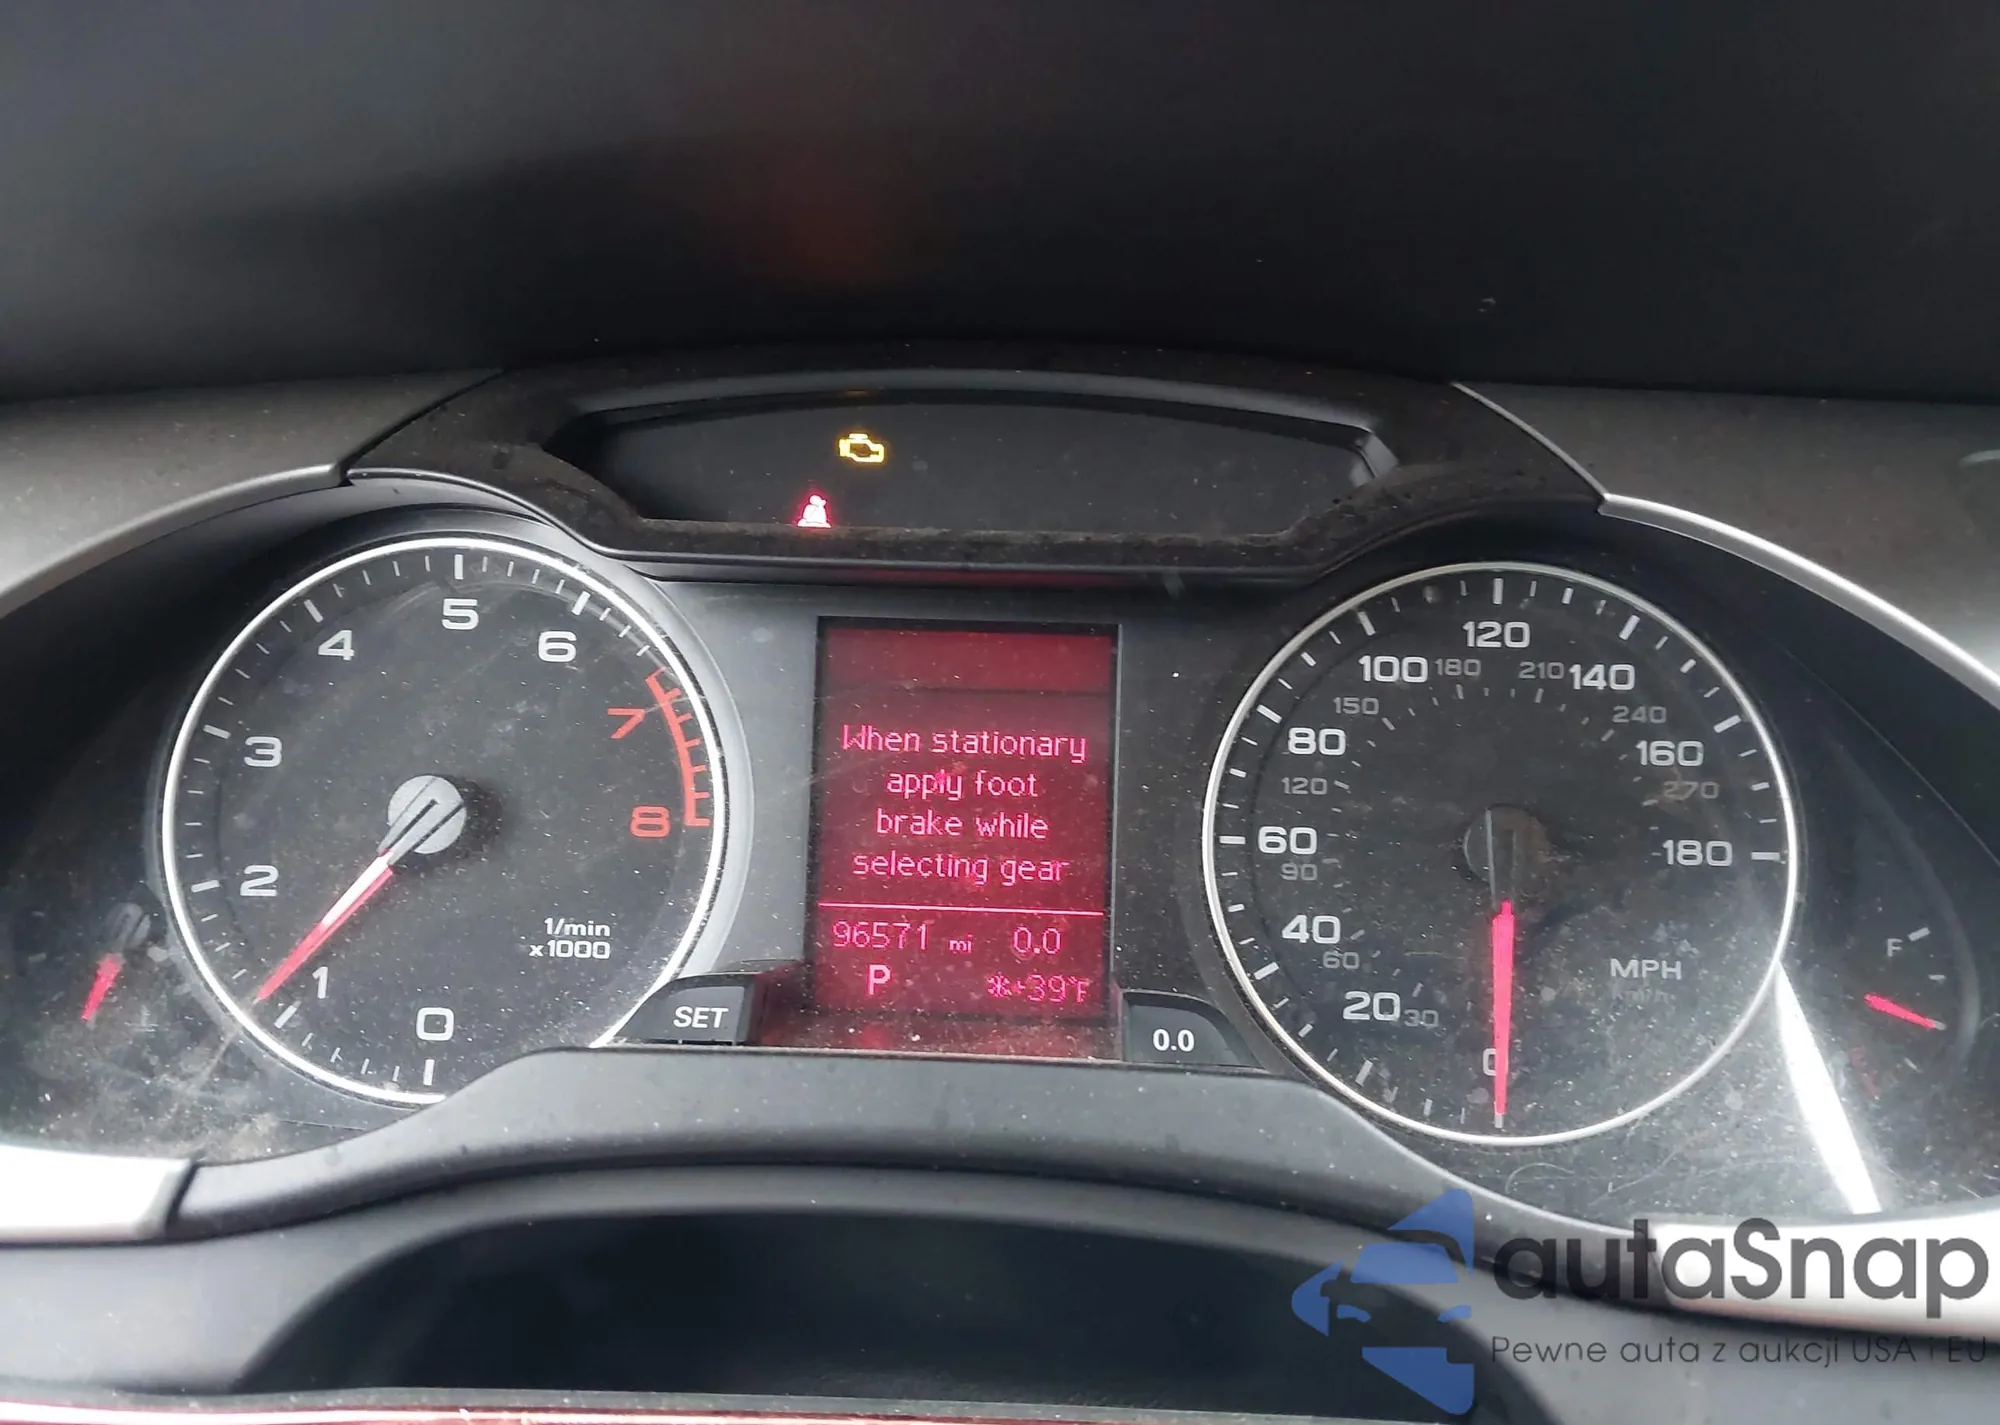 5
4
6
3
7
2
8
1
0
1/min
x1000
SET
When stationary
apply foot
brake while
selecting gear
96571 mi 0.0
P
*+39°F
0.0
120
100 180 210 140
150 240
80 160
120 270
60 180
90
40
60 MPH
km/h
20 30
0
F
autaSnap
Pewne auta z aukcji USA i EU